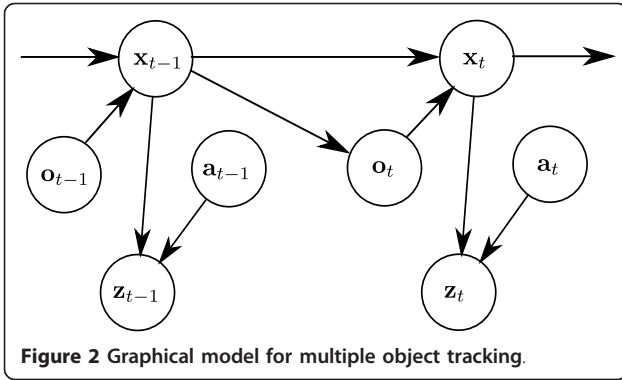 x_{t−1} x_t
o_{t−1} a_{t−1} o_t a_t
z_{t−1} z_t
Figure 2 Graphical model for multiple object tracking.